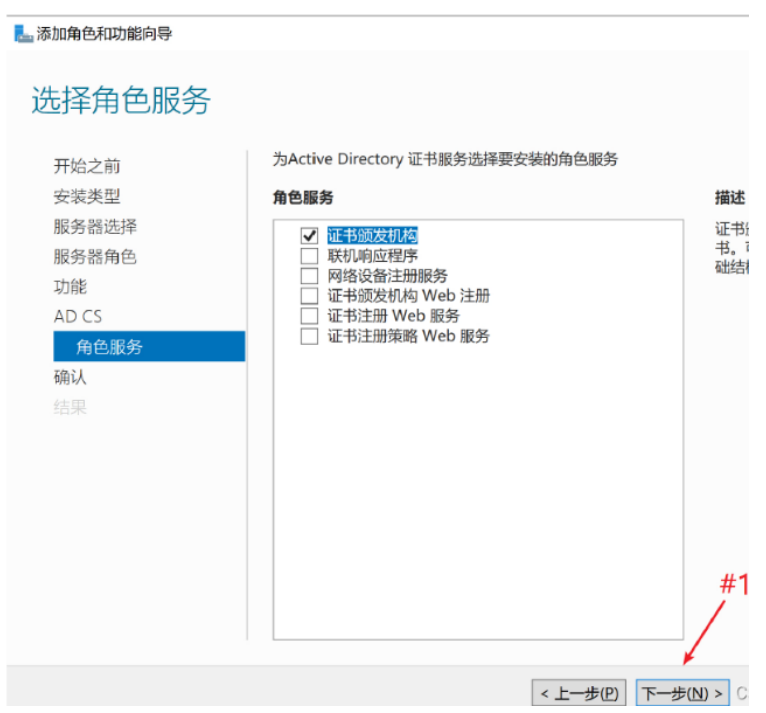 添加角色和功能向导
选择角色服务
开始之前
安装类型
服务器选择
服务器角色
功能
AD CS
角色服务
确认
结果
为Active Directory 证书服务选择要安装的角色服务
角色服务
证书颁发机构
联机响应程序
网络设备注册服务
证书颁发机构 Web 注册
证书注册 Web 服务
证书注册策略 Web 服务
描述
证书
书。
础结
#1
< 上一步(P)
下一步(N) >